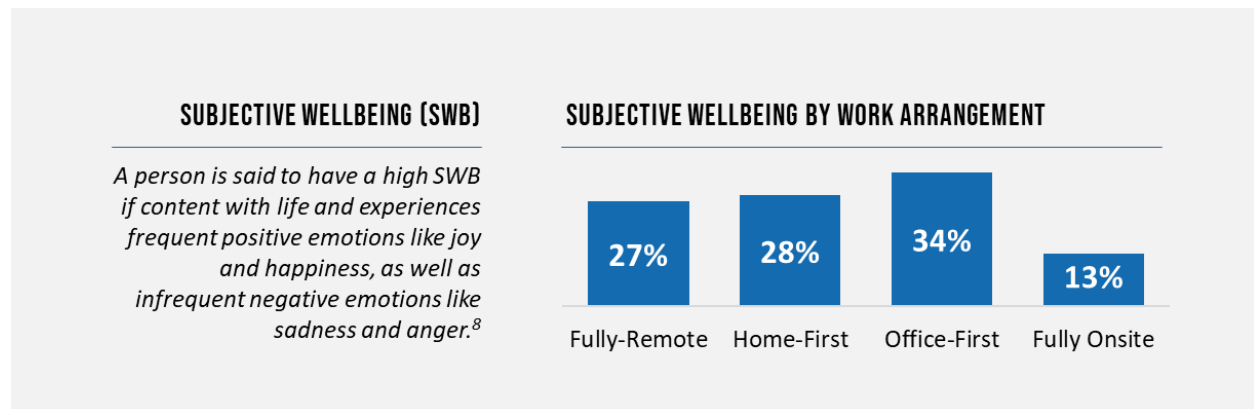 SUBJECTIVE WELLBEING (SWB)
A person is said to have a high SWB
if content with life and experiences
frequent positive emotions like joy
and happiness, as well as
infrequent negative emotions like
sadness and anger.⁸
SUBJECTIVE WELLBEING BY WORK ARRANGEMENT
27%
28%
34%
13%
Fully-Remote
Home-First
Office-First
Fully Onsite